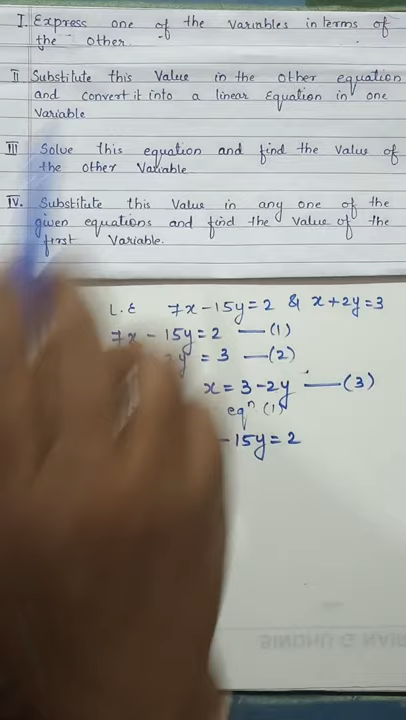 I. Express one of the Variables in terms of
the other.
II Substitute this Value in the other equation
and convert it into a linear Equation in one
Variable
III Solve this equation and find the Value of
the other Variable
IV. Substitute this Value in any one of the
given equations and find the Value of the
first Variable.
L.E 7x-15y=2 & x+2y=3
7x - 15y = 2 — (1)
2y = 3 — (2)
x = 3-2y — (3)
eqⁿ (1)
-15y = 2
SINDHU G NAIR